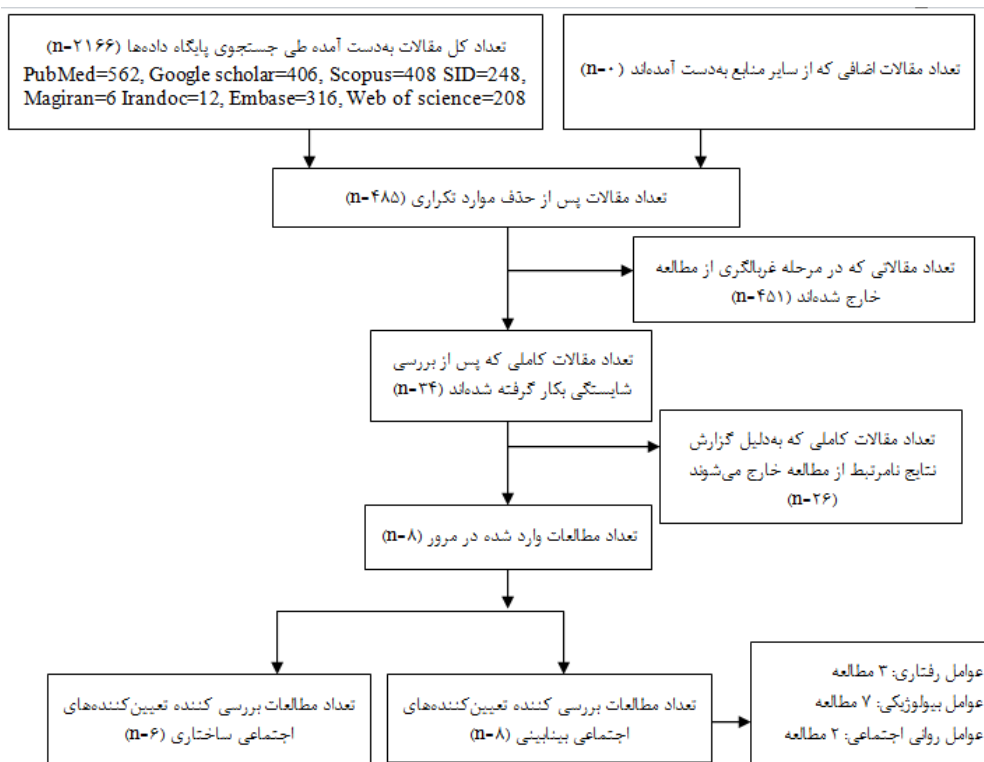 تعداد کل مقالات به‌دست آمده طی جستجوی پایگاه داده‌ها (n=۲۱۶۶)
PubMed=562, Google scholar=406, Scopus=408 SID=248,
Magiran=6 Irandoc=12, Embase=316, Web of science=208
تعداد مقالات اضافی که از سایر منابع به‌دست آمده‌اند (n=۰)
تعداد مقالات پس از حذف موارد تکراری (n=۴۸۵)
تعداد مقالاتی که در مرحله غربالگری از مطالعه
خارج شده‌اند (n=۴۵۱)
تعداد مقالات کاملی که پس از بررسی
شایستگی بکار گرفته شده‌اند (n=۳۴)
تعداد مقالات کاملی که به‌دلیل گزارش
نتایج نامرتبط از مطالعه خارج می‌شوند
(n=۲۶)
تعداد مطالعات وارد شده در مرور (n=۸)
تعداد مطالعات بررسی کننده تعیین‌کننده‌های
اجتماعی ساختاری (n=۶)
تعداد مطالعات بررسی کننده تعیین‌کننده‌های
اجتماعی بینابینی (n=۸)
عوامل رفتاری: ۳ مطالعه
عوامل بیولوژیکی: ۷ مطالعه
عوامل روانی اجتماعی: ۲ مطالعه